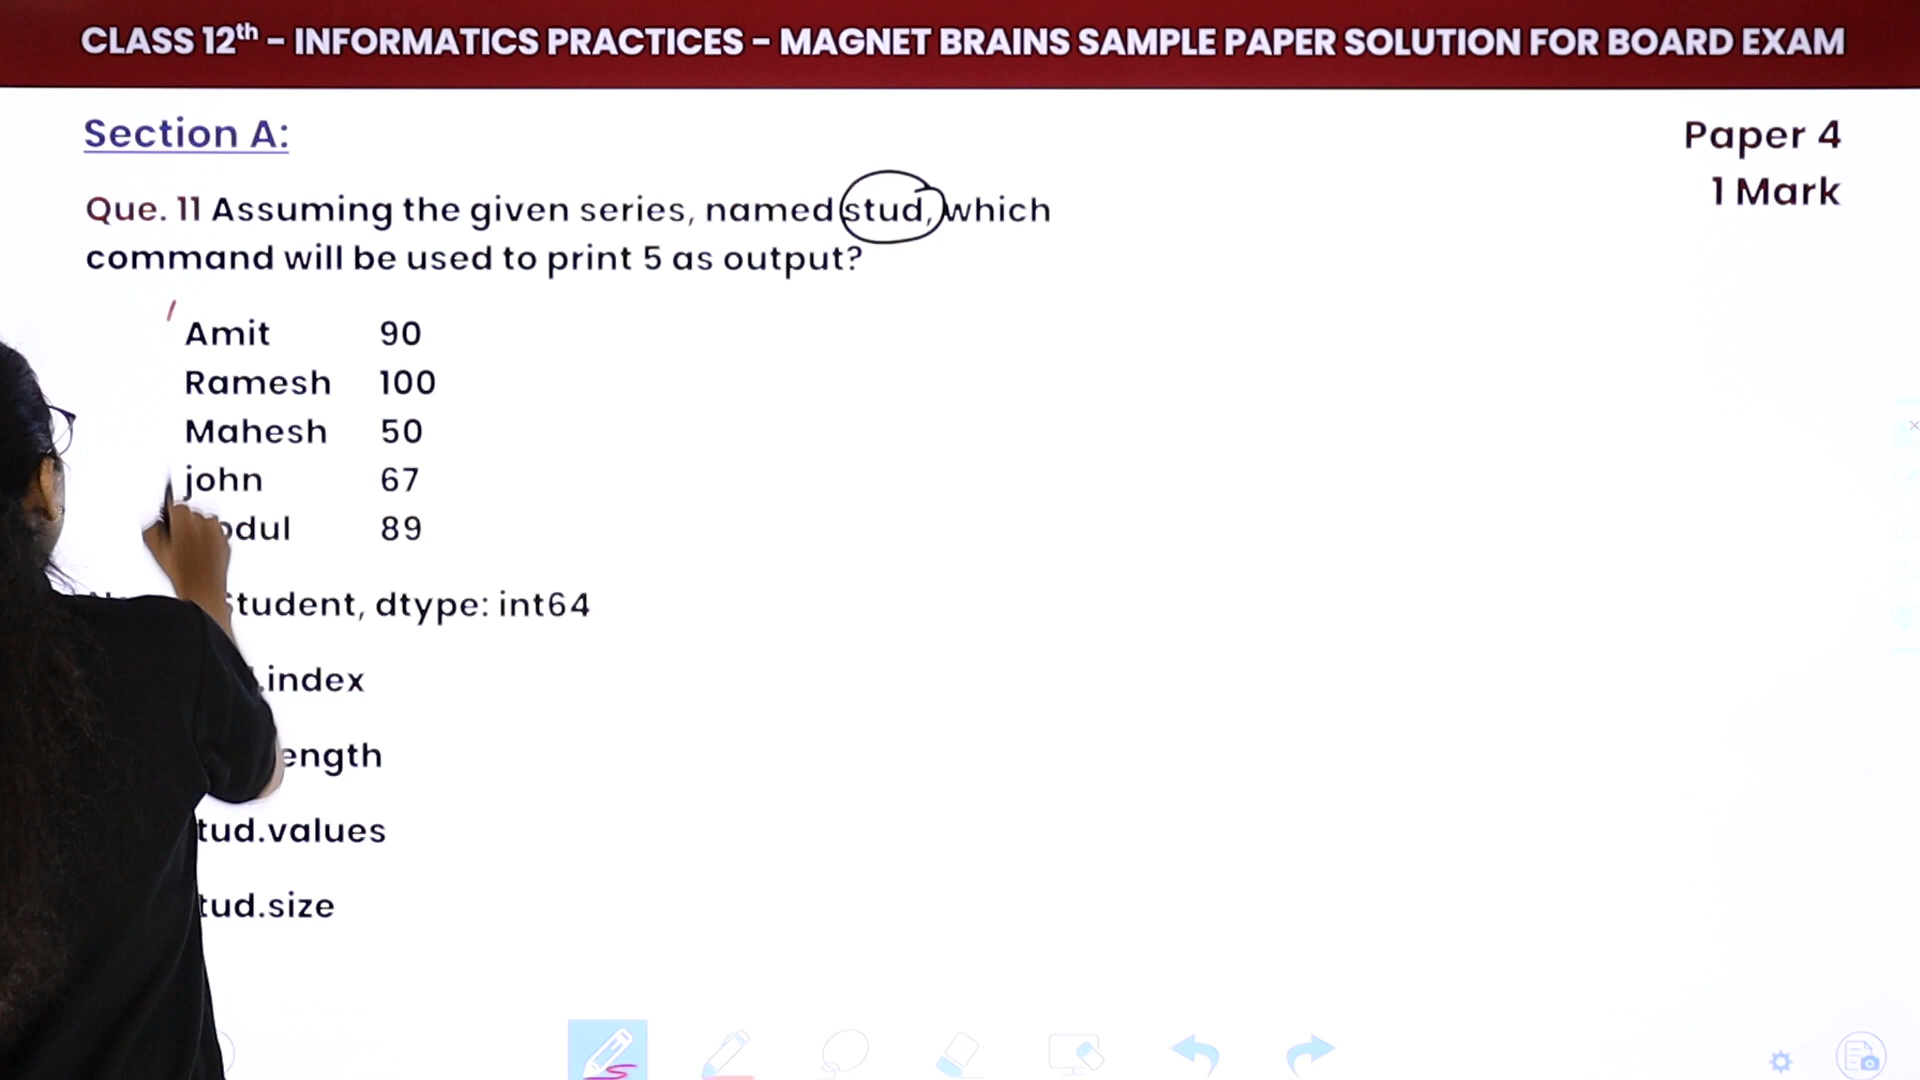 CLASS 12th – INFORMATICS PRACTICES – MAGNET BRAINS SAMPLE PAPER SOLUTION FOR BOARD EXAM
Section A:
Paper 4
1 Mark
Que. 11 Assuming the given series, named stud, which
command will be used to print 5 as output?
Amit 90
Ramesh 100
Mahesh 50
john 67
89
dtype: int64
.index
tud.values
tud.size